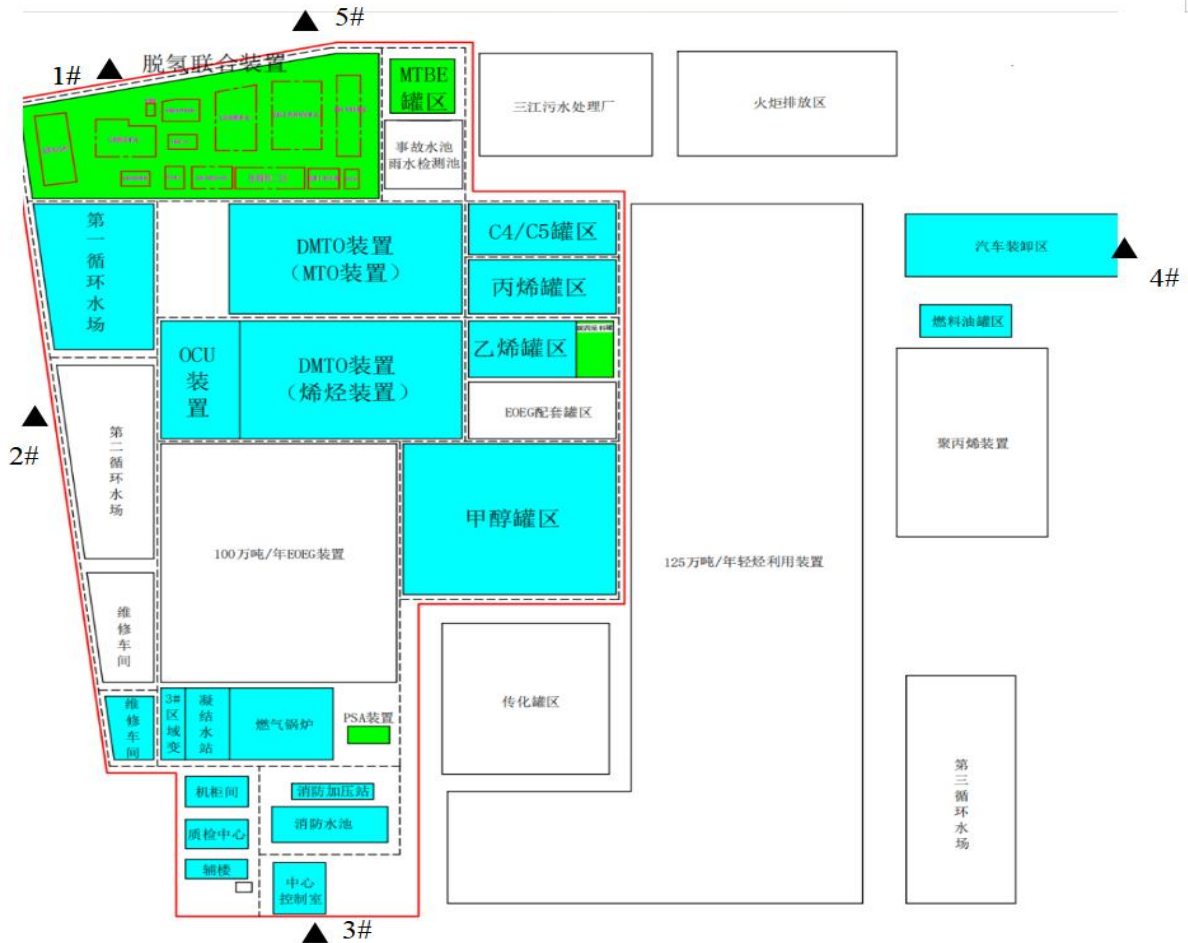 5#
1#
脱氢联合装置
MTBE
罐区
三江污水处理厂
火炬排放区
事故水池
雨水检测池
第一循环水场
DMTO装置
(MTO装置)
C4/C5罐区
丙烯罐区
汽车装卸区
4#
燃料油罐区
OCU
装置
DMTO装置
(烯烃装置)
乙烯罐区
EOEG配套罐区
聚丙烯装置
2#
第二循环水场
甲醇罐区
100万吨/年EOEG装置
125万吨/年轻烃利用装置
维修车间
传化罐区
维修车间
3#区域变
凝结水站
燃气锅炉
PSA装置
第三循环水场
机柜间
消防加压站
质检中心
消防水池
辅楼
中心
控制室
3#